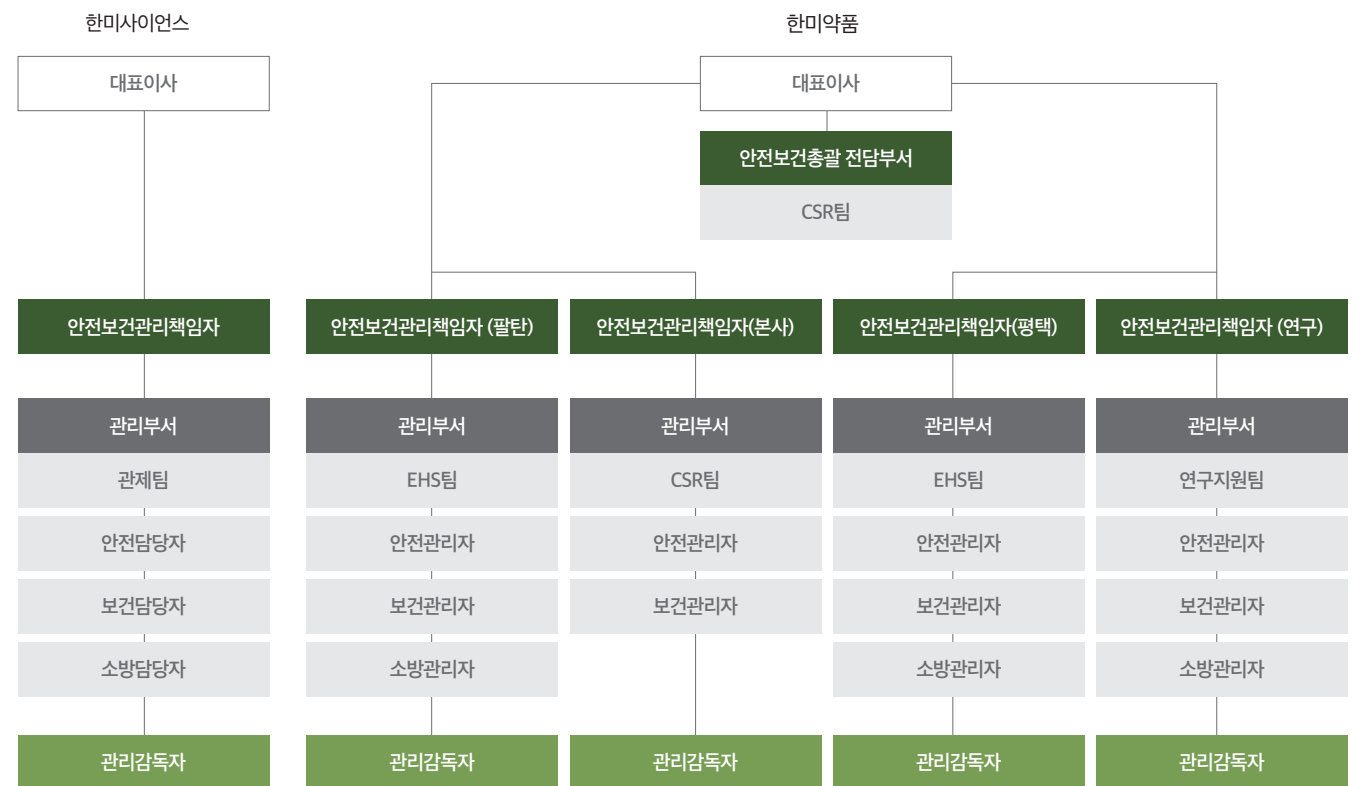 한미사이언스
한미약품
대표이사
대표이사
안전보건총괄 전담부서
CSR팀
안전보건관리책임자
안전보건관리책임자 (팔탄)
안전보건관리책임자(본사)
안전보건관리책임자(평택)
안전보건관리책임자 (연구)
관리부서
관리부서
관리부서
관리부서
관리부서
관제팀
EHS팀
CSR팀
EHS팀
연구지원팀
안전담당자
안전관리자
안전관리자
안전관리자
안전관리자
보건담당자
보건관리자
보건관리자
보건관리자
보건관리자
소방담당자
소방관리자
소방관리자
소방관리자
관리감독자
관리감독자
관리감독자
관리감독자
관리감독자